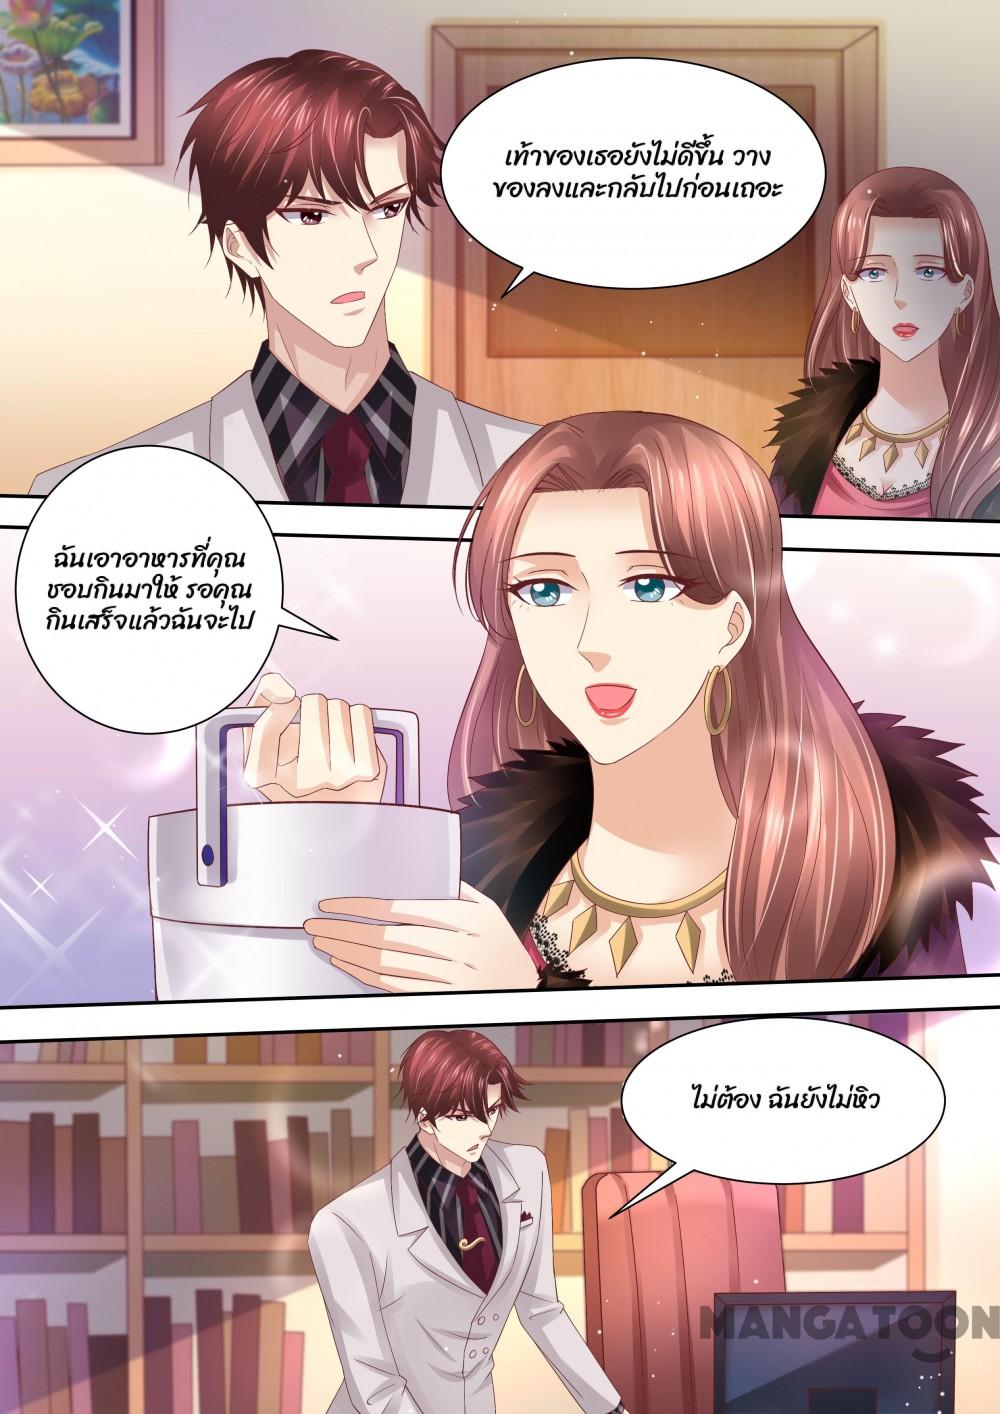 เท้าของเธอยังไม่ดีขึ้น วาง
ของลงและกลับไปก่อนเถอะ
ฉันเอาอาหารที่คุณ
ชอบกินมาให้ รอคุณ
กินเสร็จแล้วฉันจะไป
ไม่ต้อง ฉันยังไม่หิว
MANGATOON